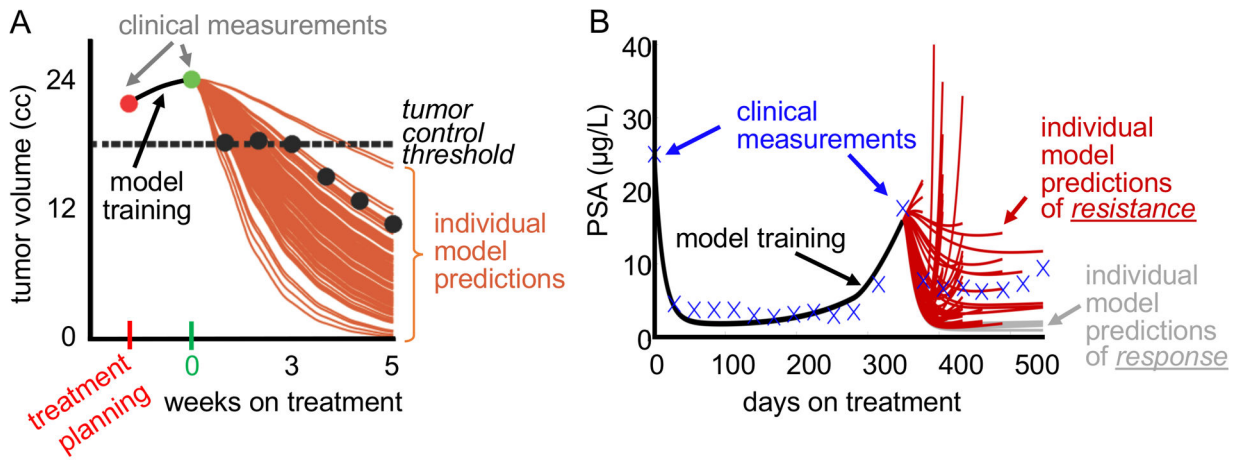 A
clinical measurements
24
12
0
tumor volume (cc)
model
training
tumor
control
threshold
individual
model
predictions
0
3
5
weeks on treatment
treatment
planning
B
40
30
20
10
0
PSA (µg/L)
clinical
measurements
model training
individual
model
predictions
of resistance
individual
model
predictions
of response
0
100
200
300
400
500
days on treatment